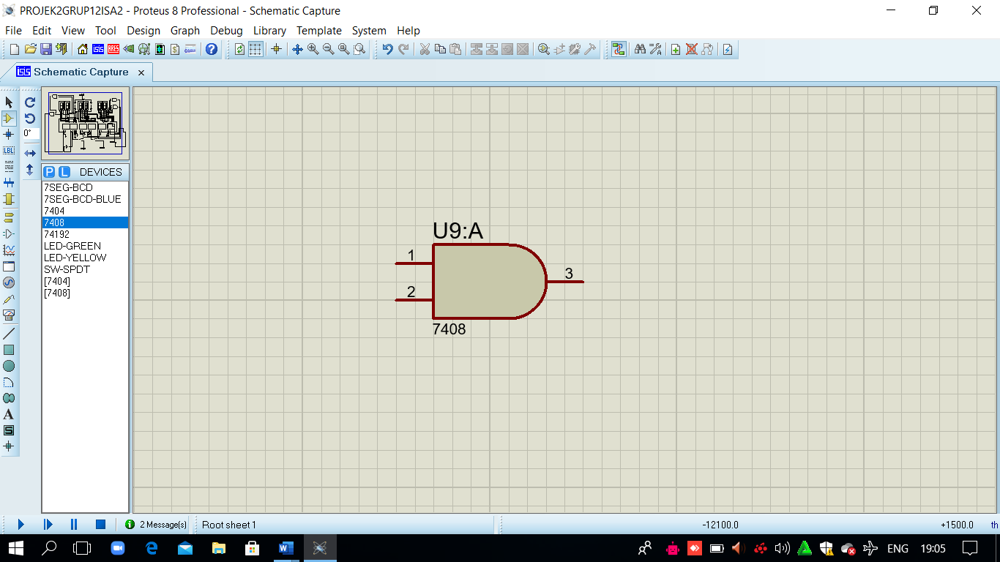 PROJEK2GRUP12ISA2 - Proteus 8 Professional - Schematic Capture
File Edit View Tool Design Graph Debug Library Template System Help
Schematic Capture
0°
LBL
P L DEVICES
7SEG-BCD
7SEG-BCD-BLUE
7404
7408
74192
LED-GREEN
LED-YELLOW
SW-SPDT
[7404]
[7408]
U9:A
1
3
2
7408
A
S
2 Message(s) Root sheet 1 -12100.0 +1500.0 th
ENG 19:05